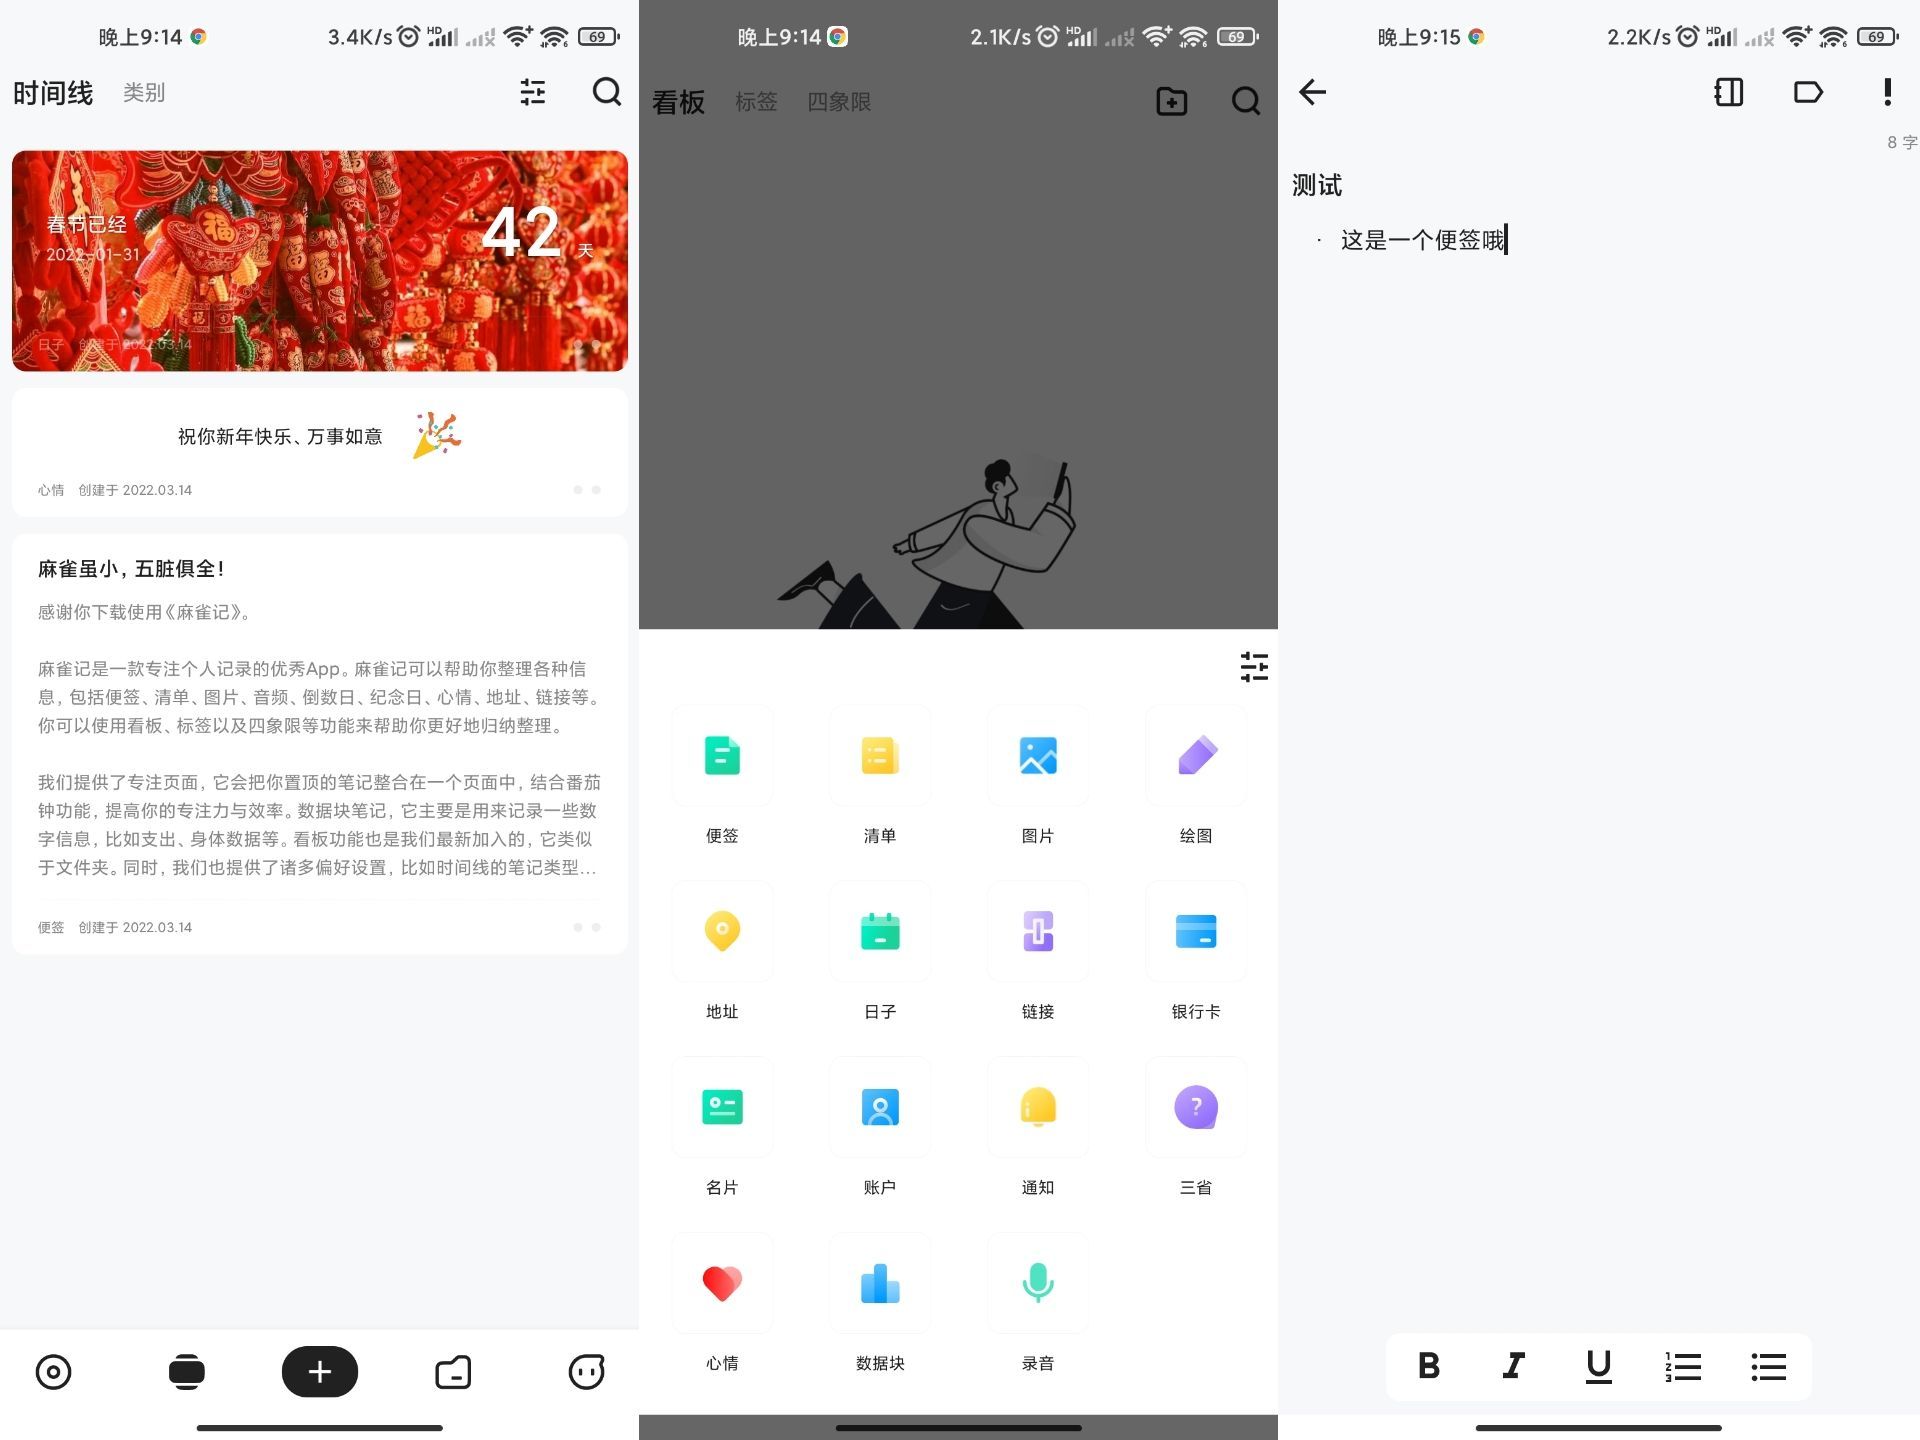 晚上9:14
3.4K/s
HD
6
69
时间线 类别
春节已经
2022-01-31
42 天
日子 创建于 2022.03.14
祝你新年快乐、万事如意
心情 创建于 2022.03.14
麻雀虽小，五脏俱全！
感谢你下载使用《麻雀记》。
麻雀记是一款专注个人记录的优秀App。麻雀记可以帮助你整理各种信
息，包括便签、清单、图片、音频、倒数日、纪念日、心情、地址、链接等。
你可以使用看板、标签以及四象限等功能来帮助你更好地归纳整理。
我们提供了专注页面，它会把你置顶的笔记整合在一个页面中，结合番茄
钟功能，提高你的专注力与效率。数据块笔记，它主要是用来记录一些数
字信息，比如支出、身体数据等。看板功能也是我们最新加入的，它类似
于文件夹。同时，我们也提供了诸多偏好设置，比如时间线的笔记类型...
便签 创建于 2022.03.14
晚上9:14
2.1K/s
HD
6
69
看板 标签 四象限
便签 清单 图片 绘图
地址 日子 链接 银行卡
名片 账户 通知 三省
心情 数据块 录音
晚上9:15
2.2K/s
HD
6
69
8 字
测试
· 这是一个便签哦
B I U